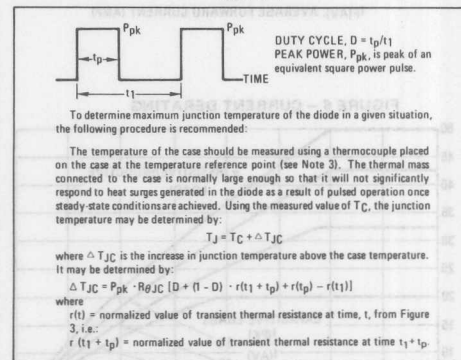 Ppk
Ppk
DUTY CYCLE, D = tp/t1
PEAK POWER, Ppk, is peak of an
equivalent square power pulse.
tp
TIME
t1
To determine maximum junction temperature of the diode in a given situation,
the following procedure is recommended:
The temperature of the case should be measured using a thermocouple placed
on the case at the temperature reference point (see Note 3). The thermal mass
connected to the case is normally large enough so that it will not significantly
respond to heat surges generated in the diode as a result of pulsed operation once
steady-state conditions are achieved. Using the measured value of TC, the junction
temperature may be determined by:
TJ = TC + △TJC
where △TJC is the increase in junction temperature above the case temperature.
It may be determined by:
△TJC = Ppk · RθJC [D + (1 - D) · r(t1 + tp) + r(tp) - r(t1)]
where
r(t) = normalized value of transient thermal resistance at time, t, from Figure
3, i.e.:
r (t1 + tp) = normalized value of transient thermal resistance at time t1 + tp.